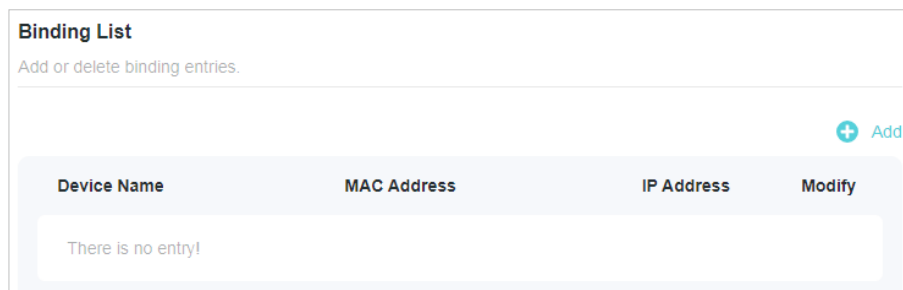 Binding List
Add or delete binding entries.
Add
Device Name MAC Address IP Address Modify
There is no entry!